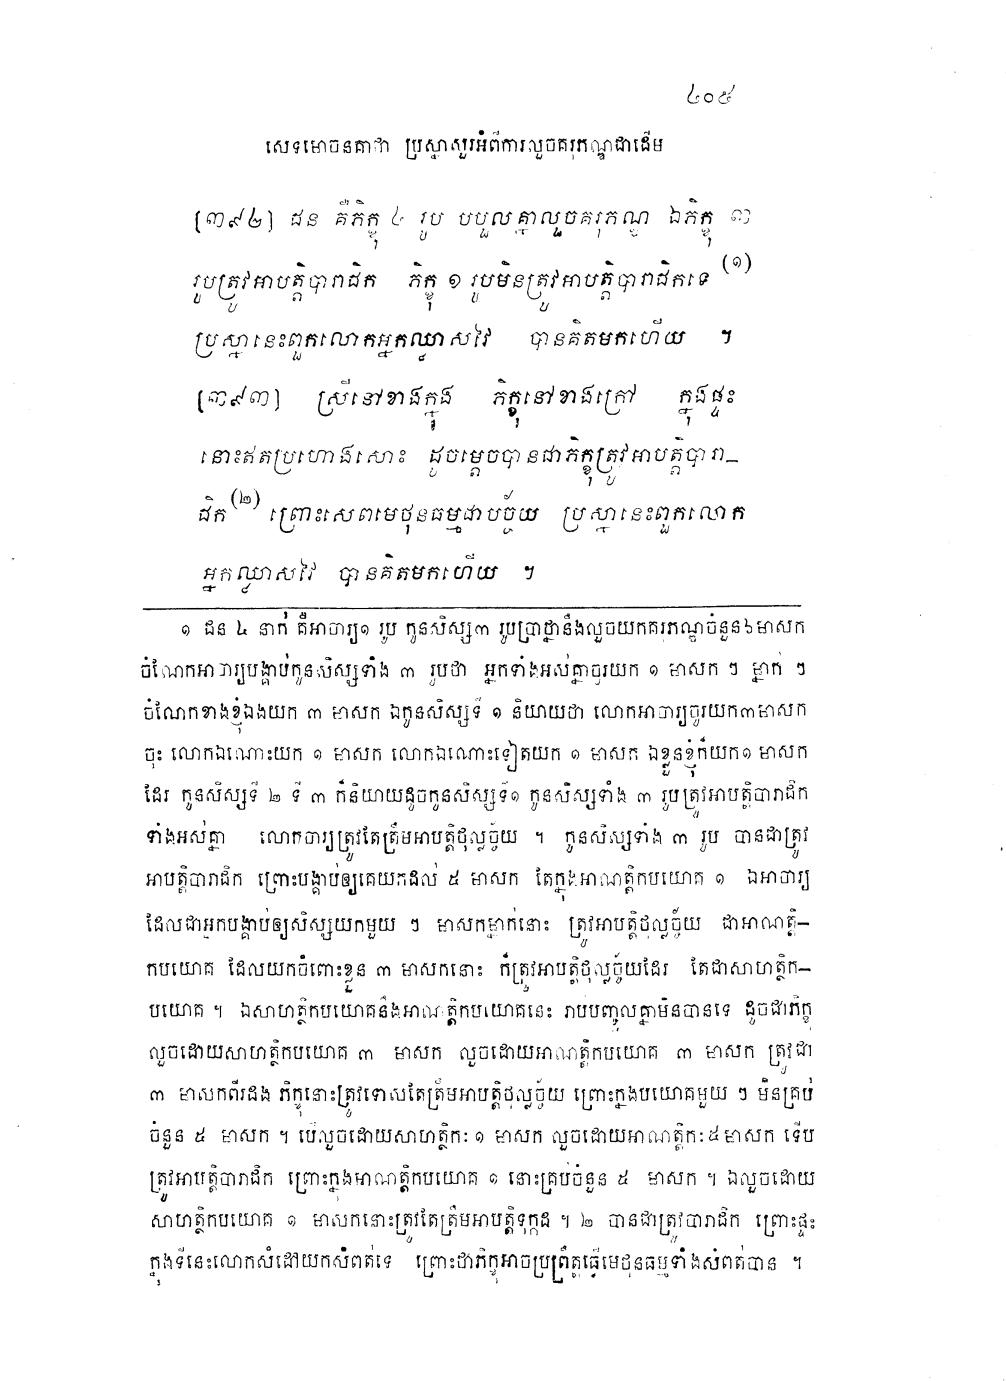 ៤០៥
សេទមោចនគាថា ប្រស្នាសួរអំពីការលួចគរុភណ្ឌជាដើម
[៣៩៤] ជន គឺភិក្ខុ ៤ រូប បបួលគ្នាលួចគរុភណ្ឌ ឯភិក្ខុ ៣
រូបត្រូវអាបត្តិបារាជិក ភិក្ខុ ១ រូបមិនត្រូវអាបត្តិបារាជិកទេ (១)
ប្រស្នានេះពួកលោកអ្នកឈ្លាសវៃ បានគិតមកហើយ ។
[៣៩៣] ស្រីនៅខាងក្នុង ភិក្ខុនៅខាងក្រៅ ក្នុងផ្ទះ
នោះឥតប្រហោងសោះ ដូចម្តេចបានជាភិក្ខុត្រូវអាបត្តិបារា-
ជិក (២) ព្រោះសេពមេថុនធម្មជាបច្ច័យ ប្រស្នានេះពួកលោក
អ្នកឈ្លាសវៃ បានគិតមកហើយ ។
១ ជន ៤ នាក់ គឺអាចារ្យ១ រូប កូនសិស្ស៣ រូបប្រាថ្នានឹងលួចយកគរុភណ្ឌចំនួន៦មាសក
ចំណែកអាចារ្យបង្គាប់កូនសិស្សទាំង ៣ រូបថា អ្នកទាំងអស់គ្នាចូរយក ១ មាសក ៗ ម្នាក់ ៗ
ចំណែកខាងខ្ញុំឯងយក ៣ មាសក ឯកូនសិស្សទី ១ និយាយថា លោកអាចារ្យចូរយក៣មាសក
ចុះ លោកឯណោះយក ១ មាសក លោកឯណោះទៀតយក ១ មាសក ឯខ្លួនខ្ញុំក៏យក១ មាសក
ដែរ កូនសិស្សទី ២ ទី ៣ ក៏និយាយដូចកូនសិស្សទី១ កូនសិស្សទាំង ៣ រូបត្រូវអាបត្តិបារាជិក
ទាំងអស់គ្នា លោកចារ្យត្រូវតែត្រឹមអាបត្តិថុល្លច្ច័យ ។ កូនសិស្សទាំង ៣ រូប បានជាត្រូវ
អាបត្តិបារាជិក ព្រោះបង្គាប់ឲ្យគេយកដល់ ៥ មាសក តែក្នុងអាណត្តិកបយោគ ១ ឯអាចារ្យ
ដែលជាអ្នកបង្គាប់ឲ្យសិស្សយកមួយ ៗ មាសកម្នាក់នោះ ត្រូវអាបត្តិថុល្លច្ច័យ ជាអាណត្តិ-
កបយោគ ដែលយកចំពោះខ្លួន ៣ មាសកនោះ ក៏ត្រូវអាបត្តិថុល្លច្ច័យដែរ តែជាសាហត្ថិក-
បយោគ ។ ឯសាហត្ថិកបយោគនឹងអាណត្តិកបយោគនេះ រាប់បញ្ចូលគ្នាមិនបានទេ ដូចជាភិក្ខុ
លួចដោយសាហត្ថិកបយោគ ៣ មាសក លួចដោយអាណត្តិកបយោគ ៣ មាសក ត្រូវជា
៣ មាសកពីរដង ភិក្ខុនោះត្រូវទោសតែត្រឹមអាបត្តិថុល្លច្ច័យ ព្រោះក្នុងបយោគមួយ ៗ មិនគ្រប់
ចំនួន ៥ មាសក ។ បើលួចដោយសាហត្ថិកៈ ១ មាសក លួចដោយអាណត្តិកៈ ៥មាសក ទើប
ត្រូវអាបត្តិបារាជិក ព្រោះក្នុងអាណត្តិកបយោគ ១ នោះគ្រប់ចំនួន ៥ មាសក ។ ឯលួចដោយ
សាហត្ថិកបយោគ ១ មាសកនោះត្រូវតែត្រឹមអាបត្តិទុក្កដ ។ ២ បានជាត្រូវបារាជិក ព្រោះផ្ទះ
ក្នុងទីនេះលោកសំដៅយកសំពត់ទេ ព្រោះថាភិក្ខុអាចប្រព្រឹត្តធ្វើមេថុនធម្មទាំងសំពត់បាន ។